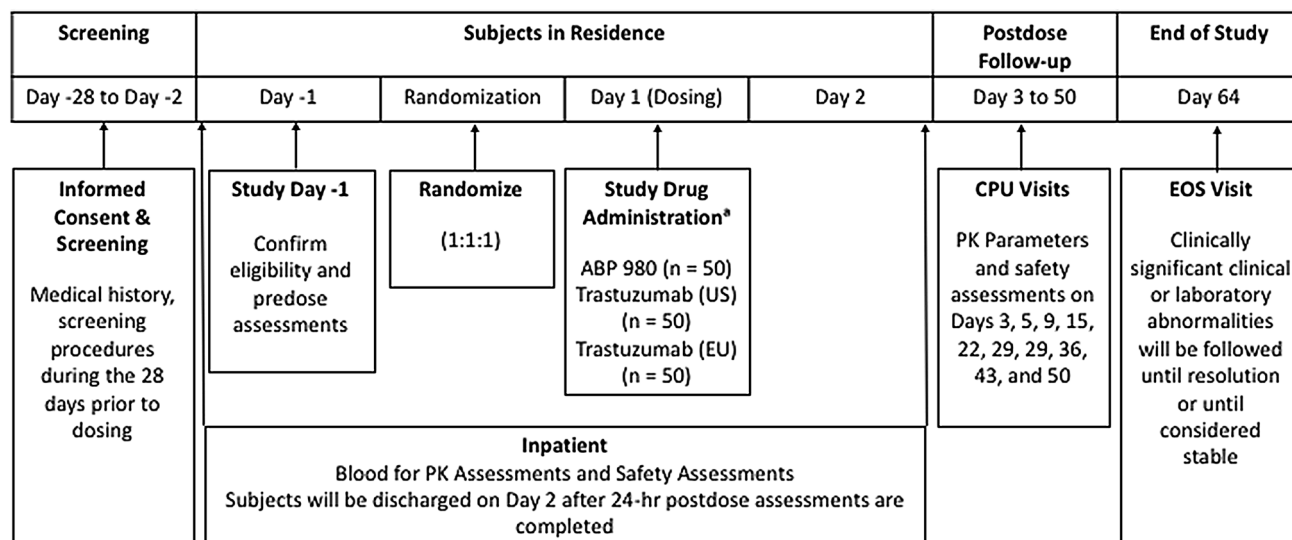 Screening
Subjects in Residence
Postdose
Follow-up
End of Study
Day -28 to Day -2
Day -1
Randomization
Day 1 (Dosing)
Day 2
Day 3 to 50
Day 64
Informed
Consent &
Screening
Medical history,
screening
procedures
during the 28
days prior to
dosing
Study Day -1
Confirm
eligibility and
predose
assessments
Randomize
(1:1:1)
Study Drug
Administrationᵃ
ABP 980 (n = 50)
Trastuzumab (US)
(n = 50)
Trastuzumab (EU)
(n = 50)
CPU Visits
PK Parameters
and safety
assessments on
Days 3, 5, 9, 15,
22, 29, 29, 36,
43, and 50
EOS Visit
Clinically
significant clinical
or laboratory
abnormalities
will be followed
until resolution
or until
considered
stable
Inpatient
Blood for PK Assessments and Safety Assessments
Subjects will be discharged on Day 2 after 24-hr postdose assessments are
completed